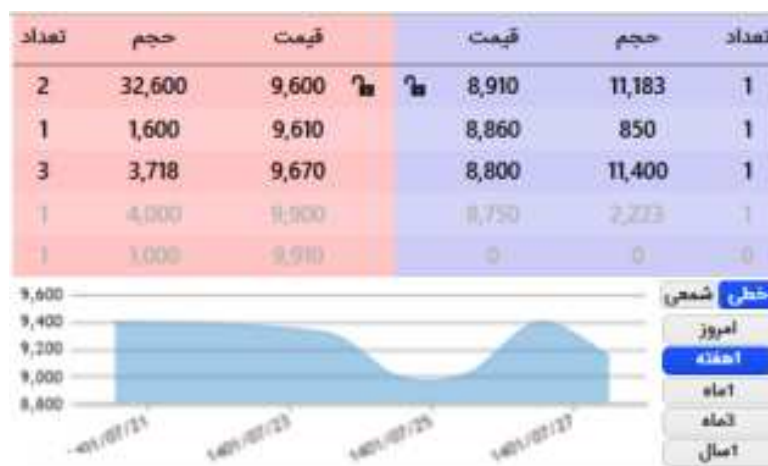 تعداد حجم قیمت قیمت حجم تعداد
1 11,183 8,910 9,600 32,600 2
1 850 8,860 9,610 1,600 1
1 11,400 8,800 9,670 3,718 3
1 2,223 8,750 9,900 4,000 1
0 0 0 9,910 1,000 1
خطی شمعی
امروز
1هفته
1ماه
3ماه
1سال
9,600
9,400
9,200
9,000
8,800
1401/07/23 1401/07/25 1401/07/27